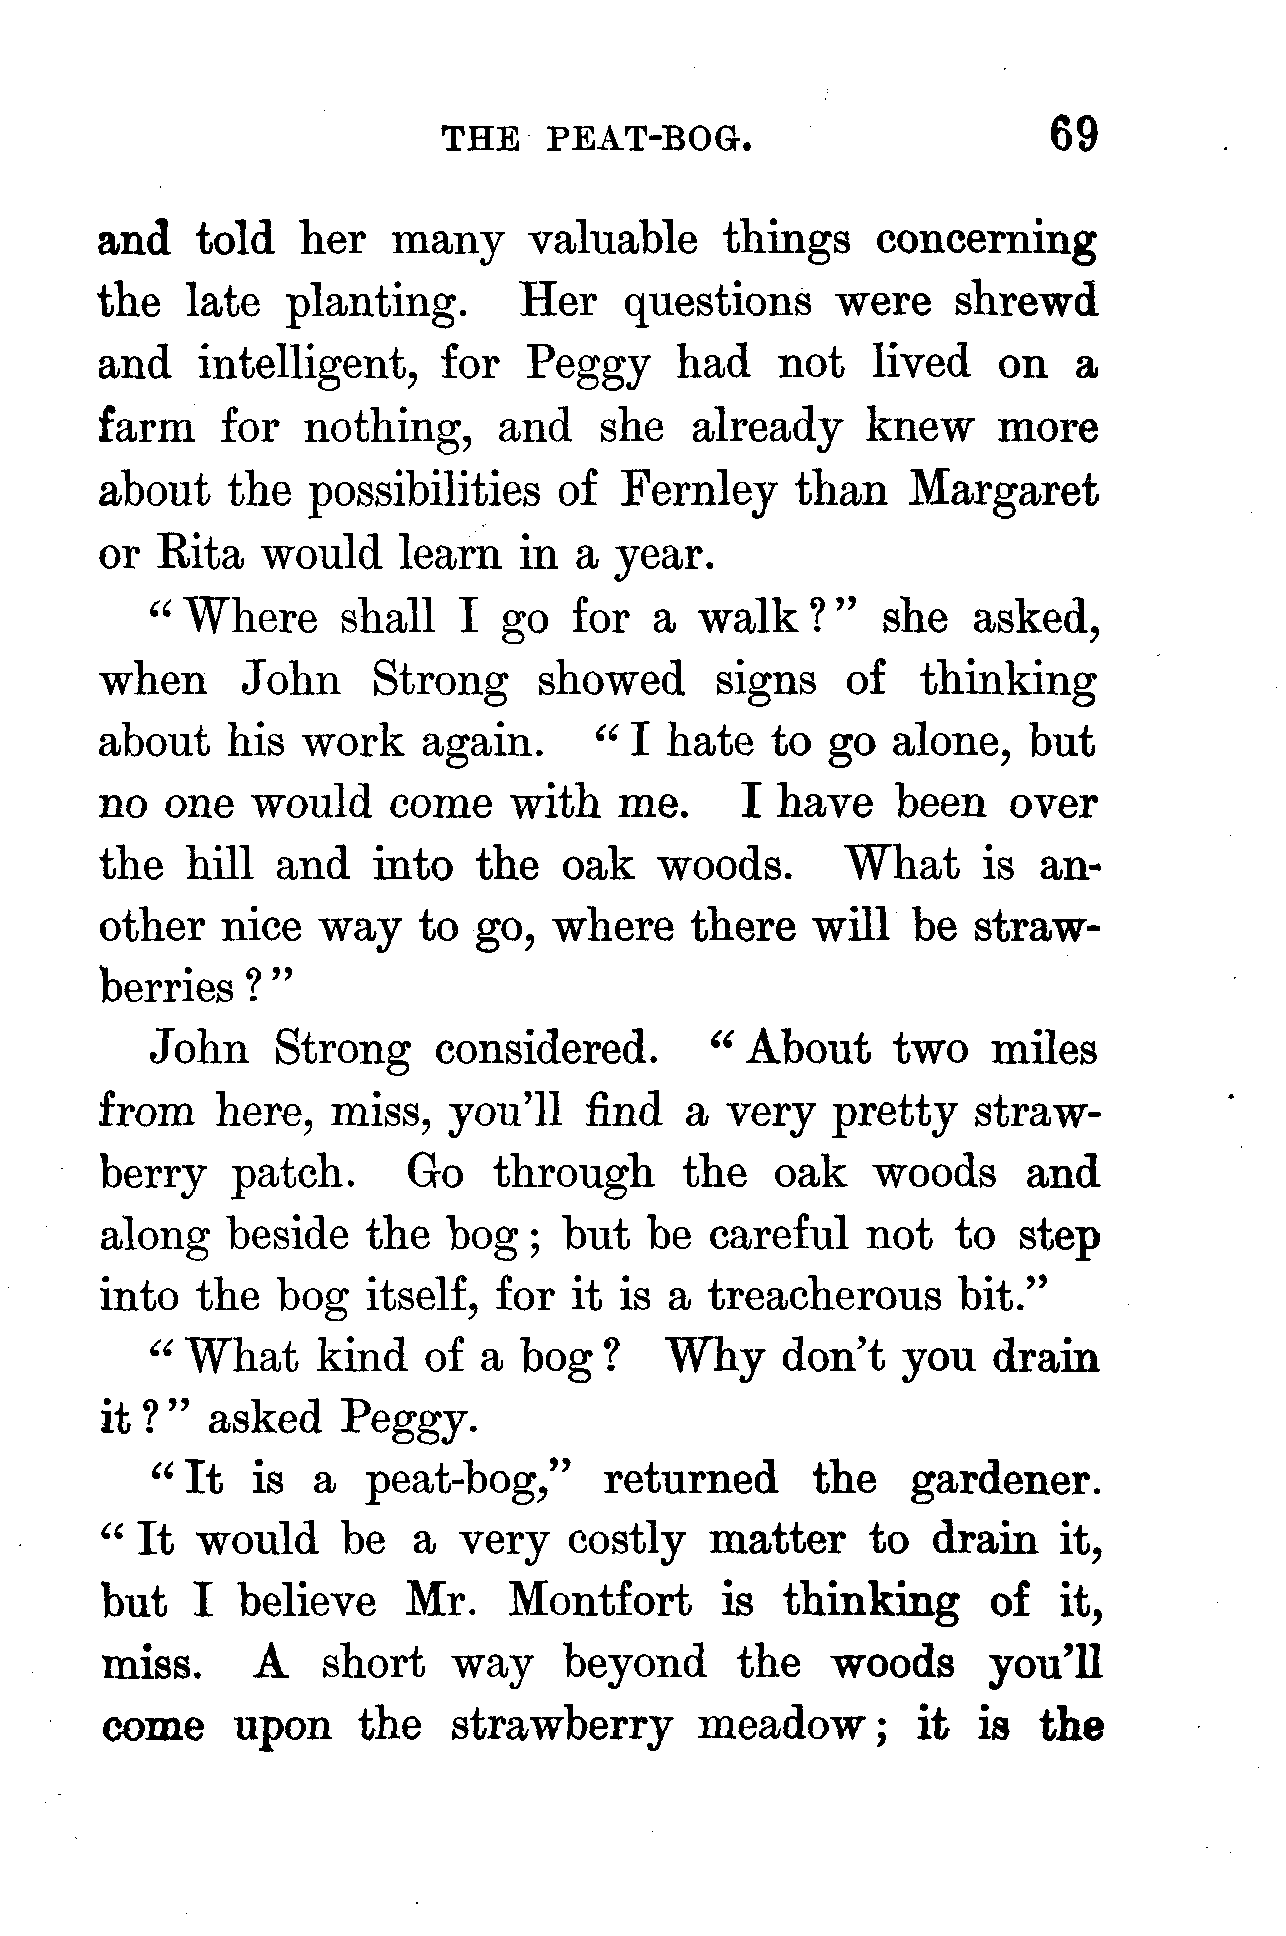 THE PEAT-BOG. 69
and told her many valuable things concerning
the late planting. Her questions were shrewd
and intelligent, for Peggy had not lived on a
farm for nothing, and she already knew more
about the possibilities of Fernley than Margaret
or Rita would learn in a year.
“Where shall I go for a walk?” she asked,
when John Strong showed signs of thinking
about his work again. “I hate to go alone, but
no one would come with me. I have been over
the hill and into the oak woods. What is an-
other nice way to go, where there will be straw-
berries?”
John Strong considered. “About two miles
from here, miss, you'll find a very pretty straw-
berry patch. Go through the oak woods and
along beside the bog; but be careful not to step
into the bog itself, for it is a treacherous bit.”
“What kind of a bog? Why don't you drain
it?” asked Peggy.
“It is a peat-bog,” returned the gardener.
“It would be a very costly matter to drain it,
but I believe Mr. Montfort is thinking of it,
miss. A short way beyond the woods you'll
come upon the strawberry meadow; it is the